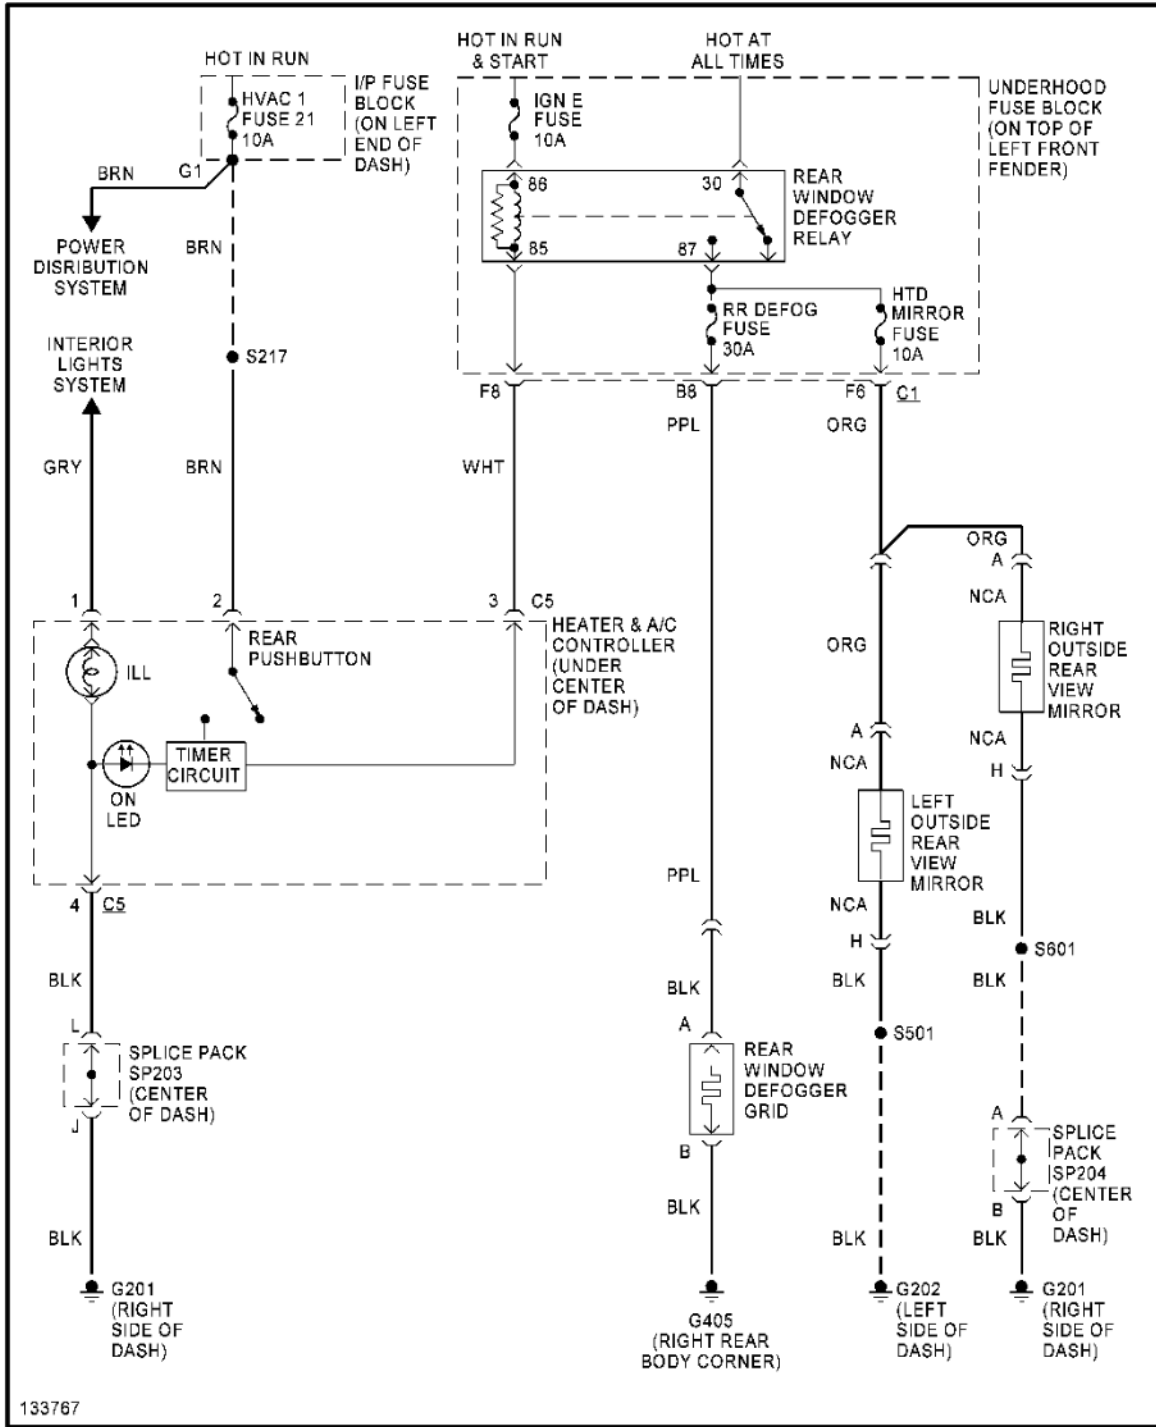 HOT IN RUN
HVAC 1
FUSE 21
10A
I/P FUSE
BLOCK
(ON LEFT
END OF
DASH)
G1
BRN
POWER
DISRIBUTION
SYSTEM
BRN
S217
INTERIOR
LIGHTS
SYSTEM
GRY
BRN
HOT IN RUN
& START
HOT AT
ALL TIMES
IGN E
FUSE
10A
UNDERHOOD
FUSE BLOCK
(ON TOP OF
LEFT FRONT
FENDER)
86
30
85
87
REAR
WINDOW
DEFOGGER
RELAY
RR DEFOG
FUSE
30A
HTD
MIRROR
FUSE
10A
F8
B8
F6
C1
WHT
PPL
ORG
1
2
3
C5
REAR
PUSHBUTTON
ILL
TIMER
CIRCUIT
ON
LED
HEATER & A/C
CONTROLLER
(UNDER
CENTER
OF DASH)
4
C5
BLK
L
SPLICE PACK
SP203
(CENTER
OF DASH)
J
BLK
G201
(RIGHT
SIDE OF
DASH)
PPL
BLK
A
REAR
WINDOW
DEFOGGER
GRID
B
BLK
G405
(RIGHT REAR
BODY CORNER)
ORG
A
NCA
LEFT
OUTSIDE
REAR
VIEW
MIRROR
NCA
H
BLK
S501
BLK
G202
(LEFT
SIDE OF
DASH)
ORG
A
NCA
RIGHT
OUTSIDE
REAR
VIEW
MIRROR
NCA
H
BLK
S601
BLK
A
SPLICE
PACK
SP204
(CENTER
OF
DASH)
B
BLK
G201
(RIGHT
SIDE OF
DASH)
133767